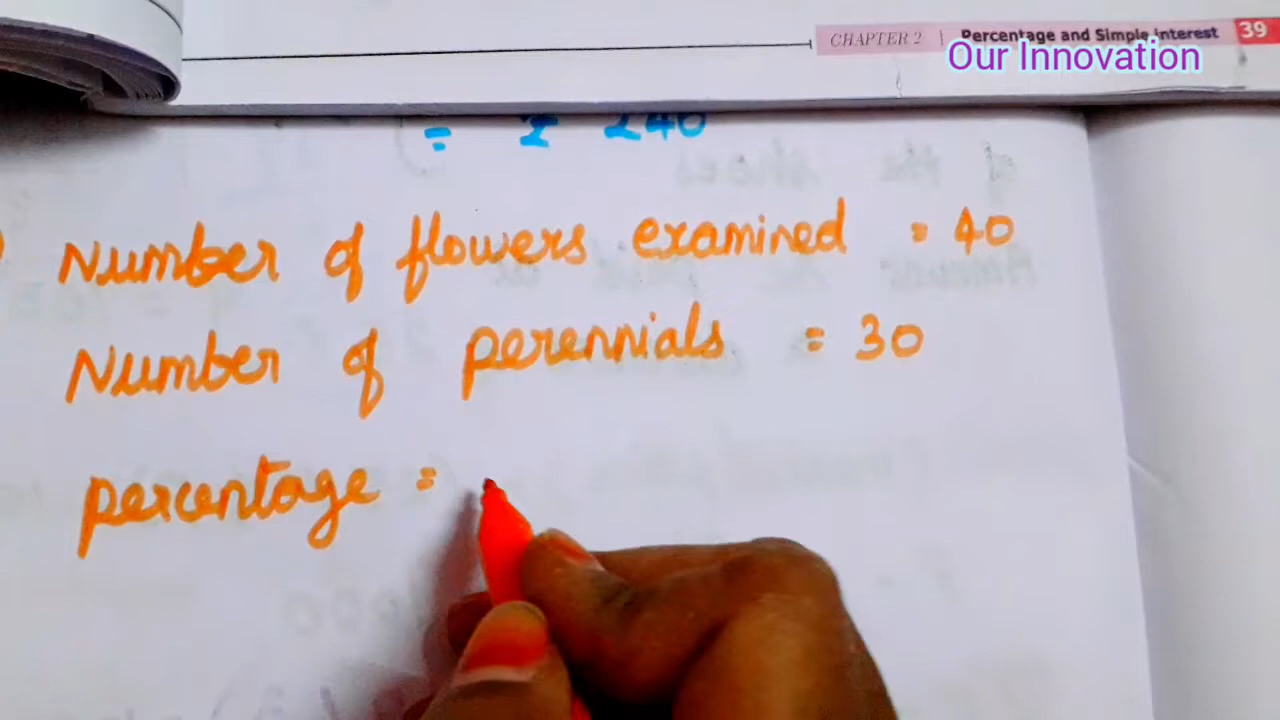 CHAPTER 2 | Percentage and Simple Interest 39
Our Innovation
= ₹ 240
Number of flowers examined = 40
Number of perennials = 30
percentage =